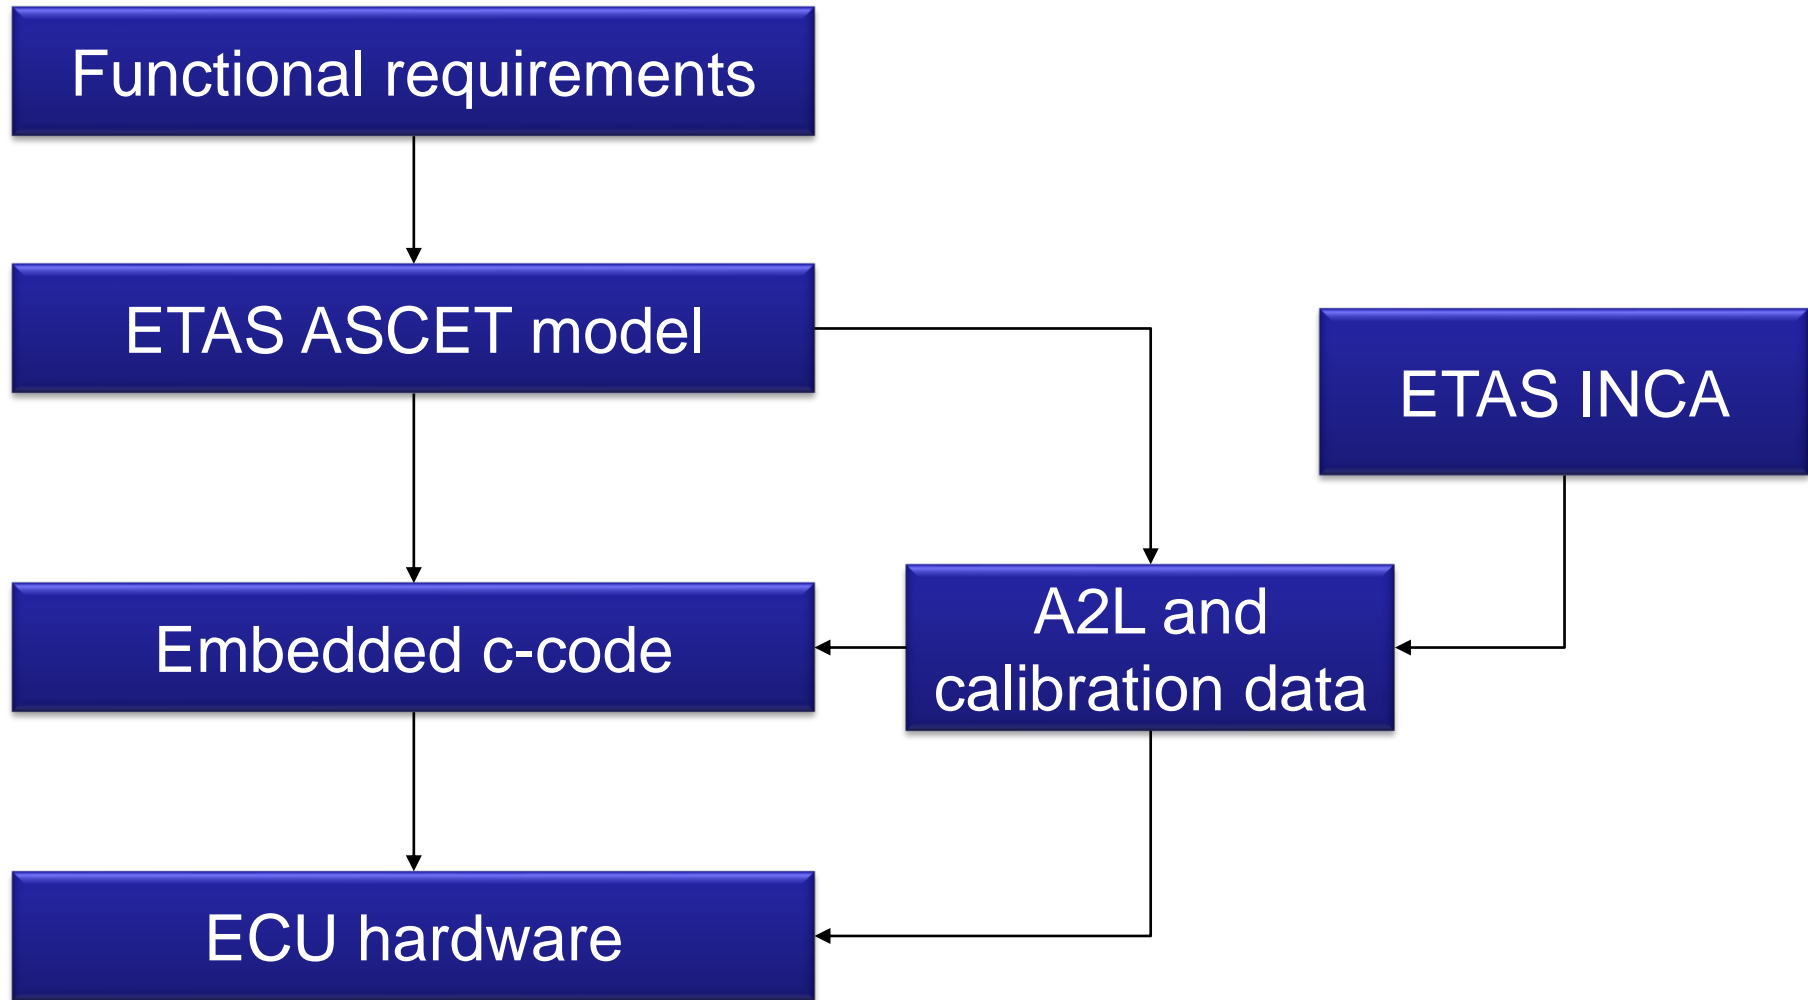 Functional requirements
ETAS ASCET model
ETAS INCA
Embedded c-code
A2L and
calibration data
ECU hardware